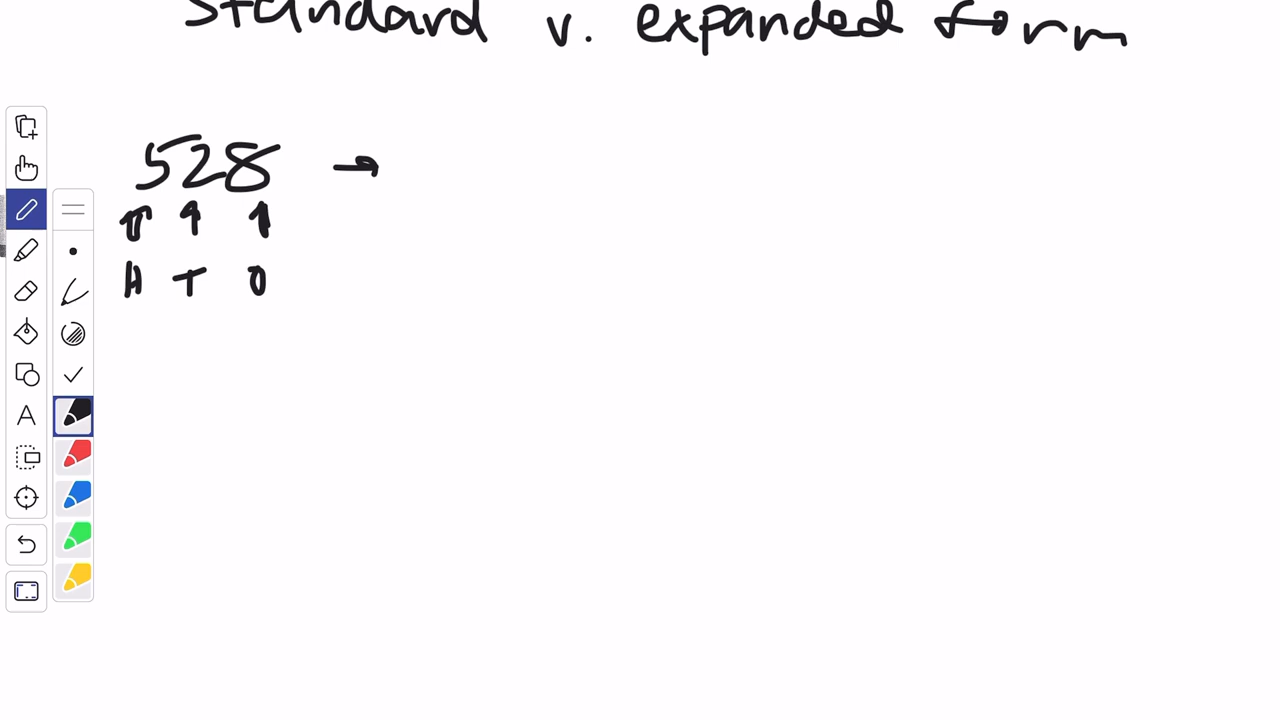 standard v. expanded form
528 →
↑ ↑ ↑
H T O
A